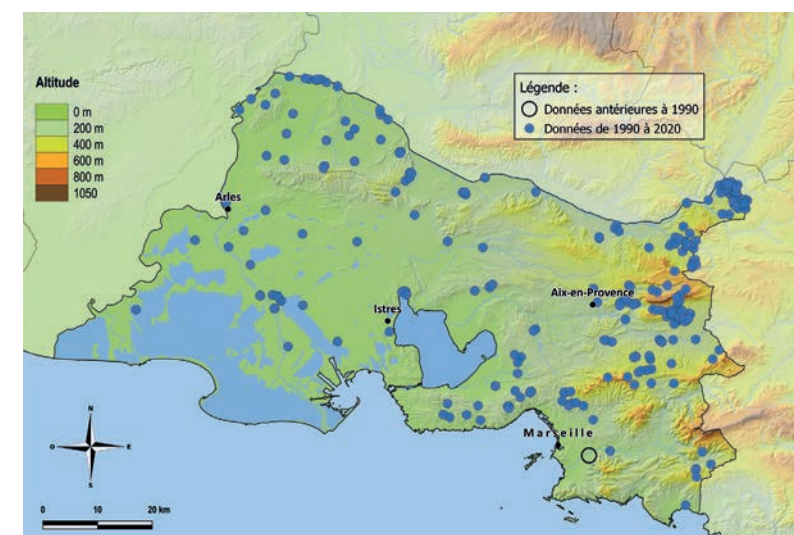 Altitude
0 m
200 m
400 m
600 m
800 m
1050
Légende :
Données antérieures à 1990
Données de 1990 à 2020
Arles
Istres
Aix-en-Provence
Marseille
N
O
E
S
0 10 20 km